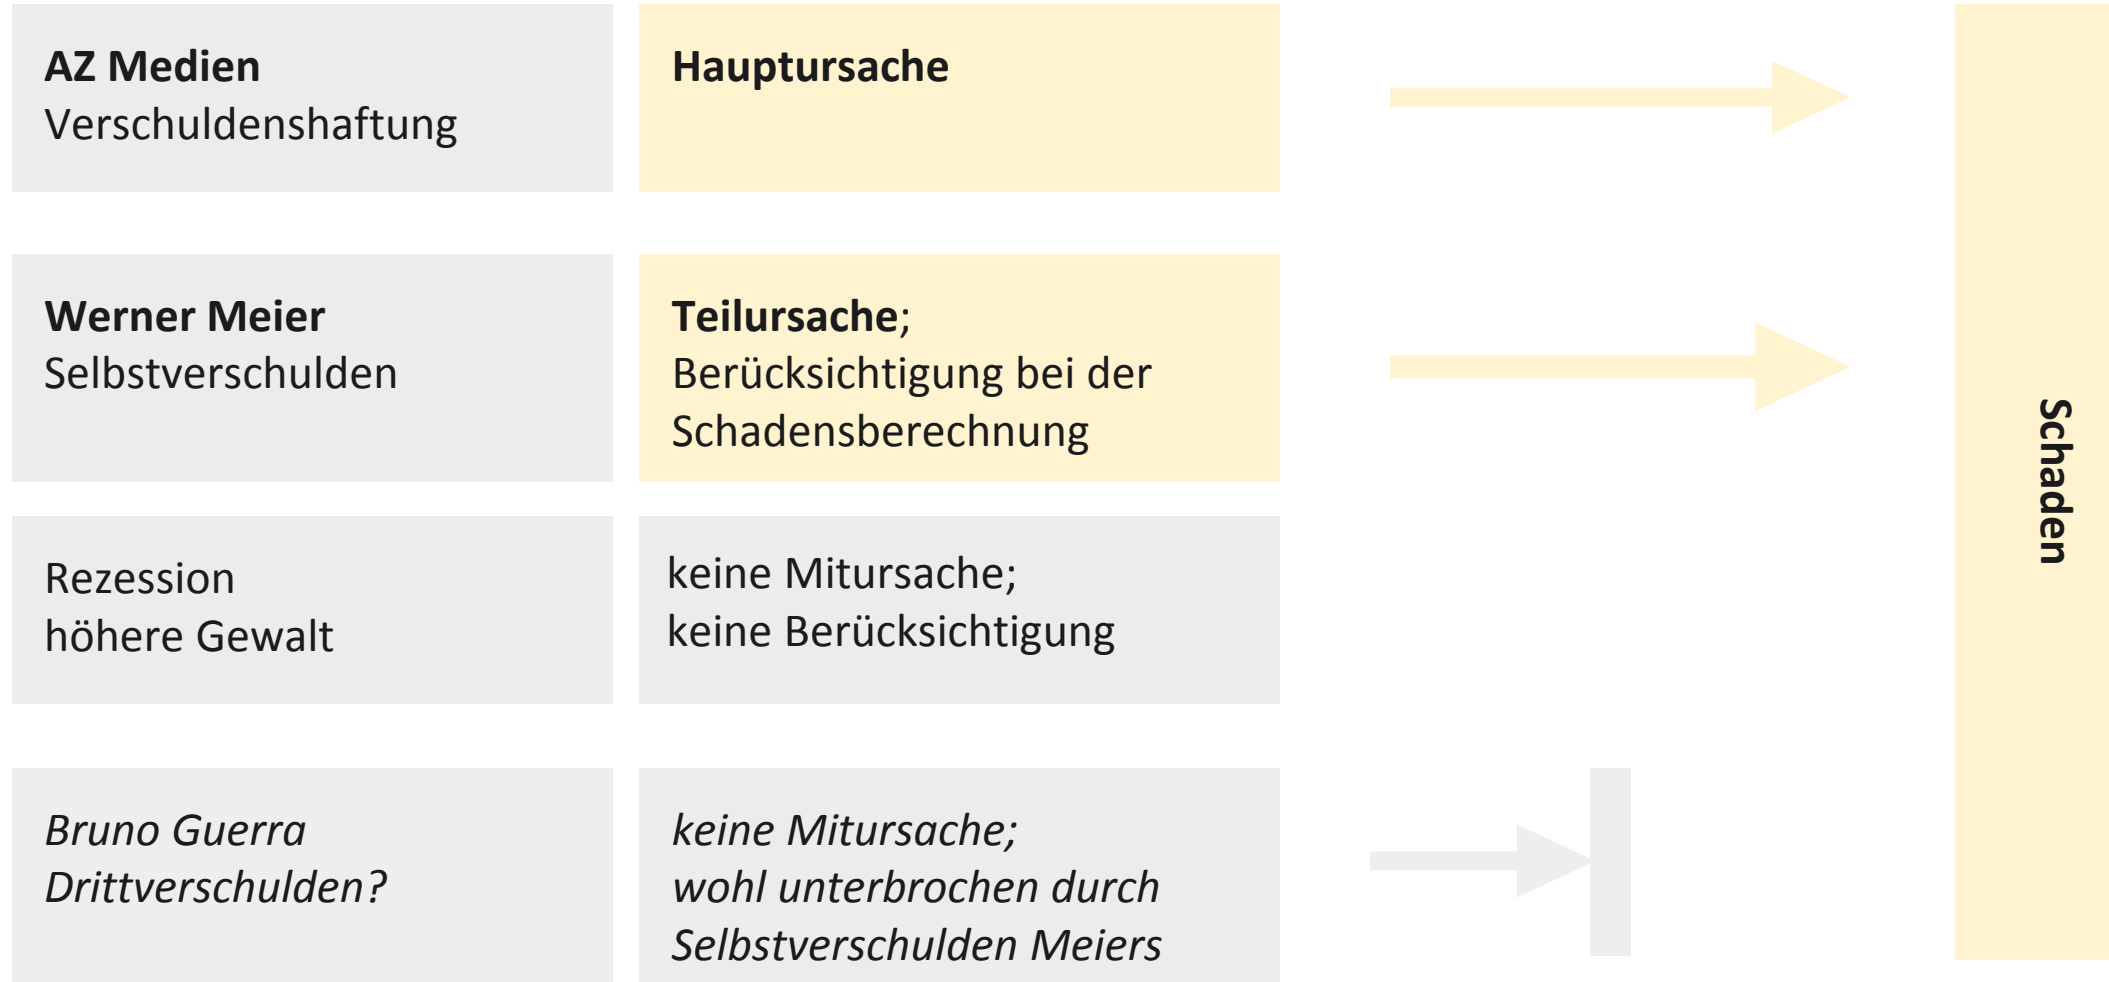 AZ Medien
Verschuldenshaftung
Hauptursache
Werner Meier
Selbstverschulden
Teilursache;
Berücksichtigung bei der
Schadensberechnung
Rezession
höhere Gewalt
keine Mitursache;
keine Berücksichtigung
Bruno Guerra
Drittverschulden?
keine Mitursache;
wohl unterbrochen durch
Selbstverschulden Meiers
Schaden